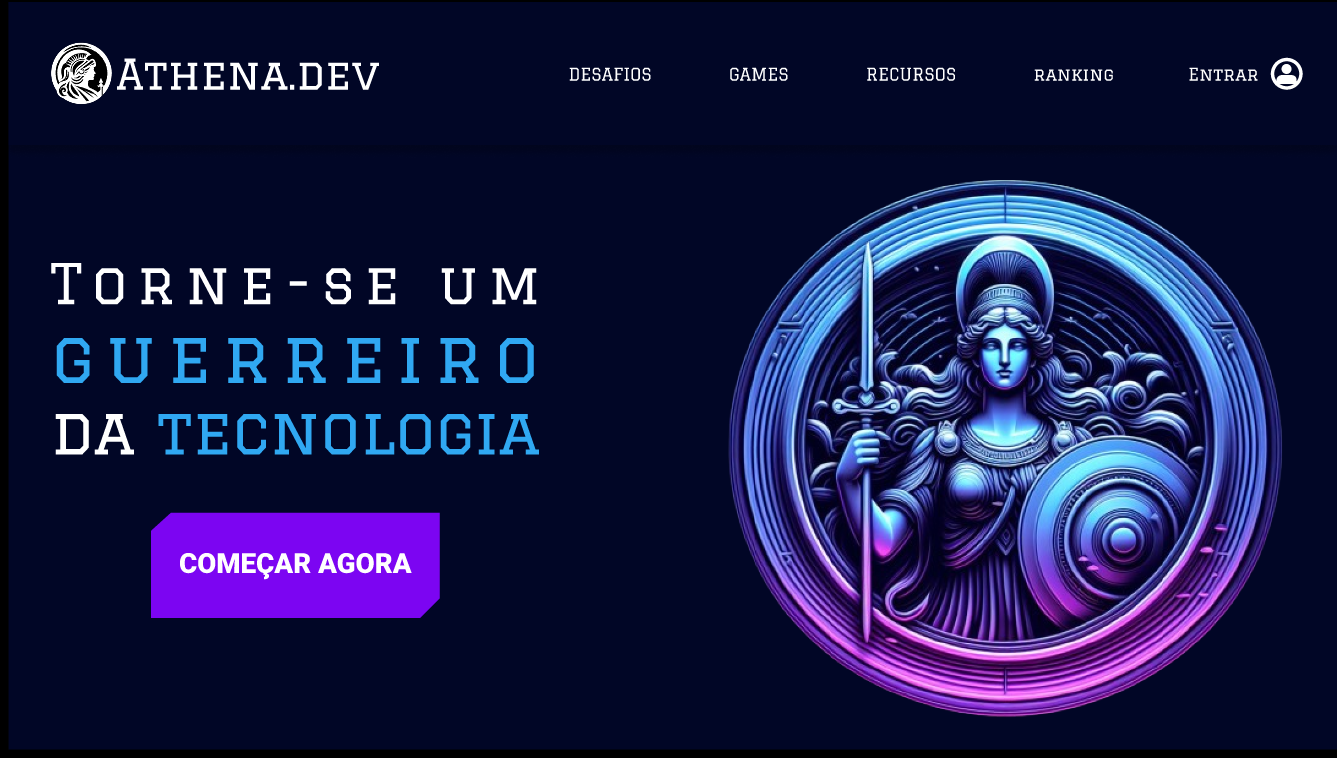 ATHENA.DEV
DESAFIOS GAMES RECURSOS RANKING ENTRAR
TORNE-SE UM
GUERREIRO
DA TECNOLOGIA
COMEÇAR AGORA